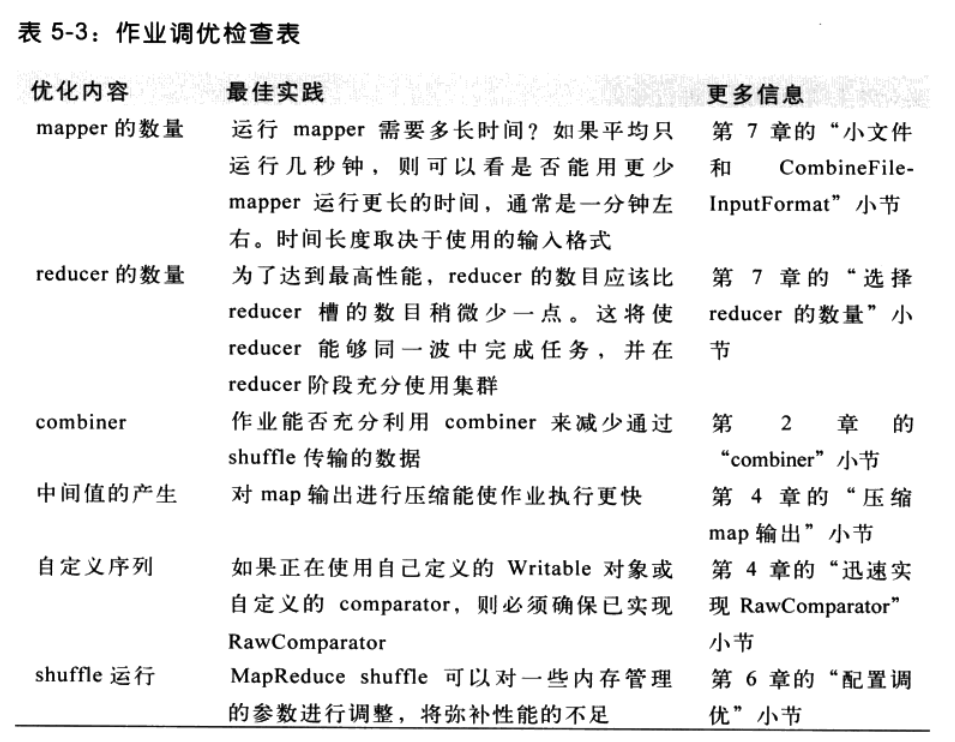 表 5-3：作业调优检查表
优化内容 最佳实践 更多信息
mapper 的数量 运行 mapper 需要多长时间？如果平均只 第 7 章的“小文件
运行几秒钟，则可以看是否能用更少 和 CombineFile-
mapper 运行更长的时间，通常是一分钟左 InputFormat”小节
右。时间长度取决于使用的输入格式
reducer 的数量 为了达到最高性能，reducer 的数目应该比 第 7 章的“选择
reducer 槽的数目稍微少一点。这将使 reducer 的数量”小
reducer 能够同一波中完成任务，并在 节
reducer 阶段充分使用集群
combiner 作业能否充分利用 combiner 来减少通过 第 2 章的
shuffle 传输的数据 “combiner”小节
中间值的产生 对 map 输出进行压缩能使作业执行更快 第 4 章的“压缩
map 输出”小节
自定义序列 如果正在使用自己定义的 Writable 对象或 第 4 章的“迅速实
自定义的 comparator，则必须确保已实现 现 RawComparator”
RawComparator 小节
shuffle 运行 MapReduce shuffle 可以对一些内存管理 第 6 章的“配置调
的参数进行调整，将弥补性能的不足 优”小节